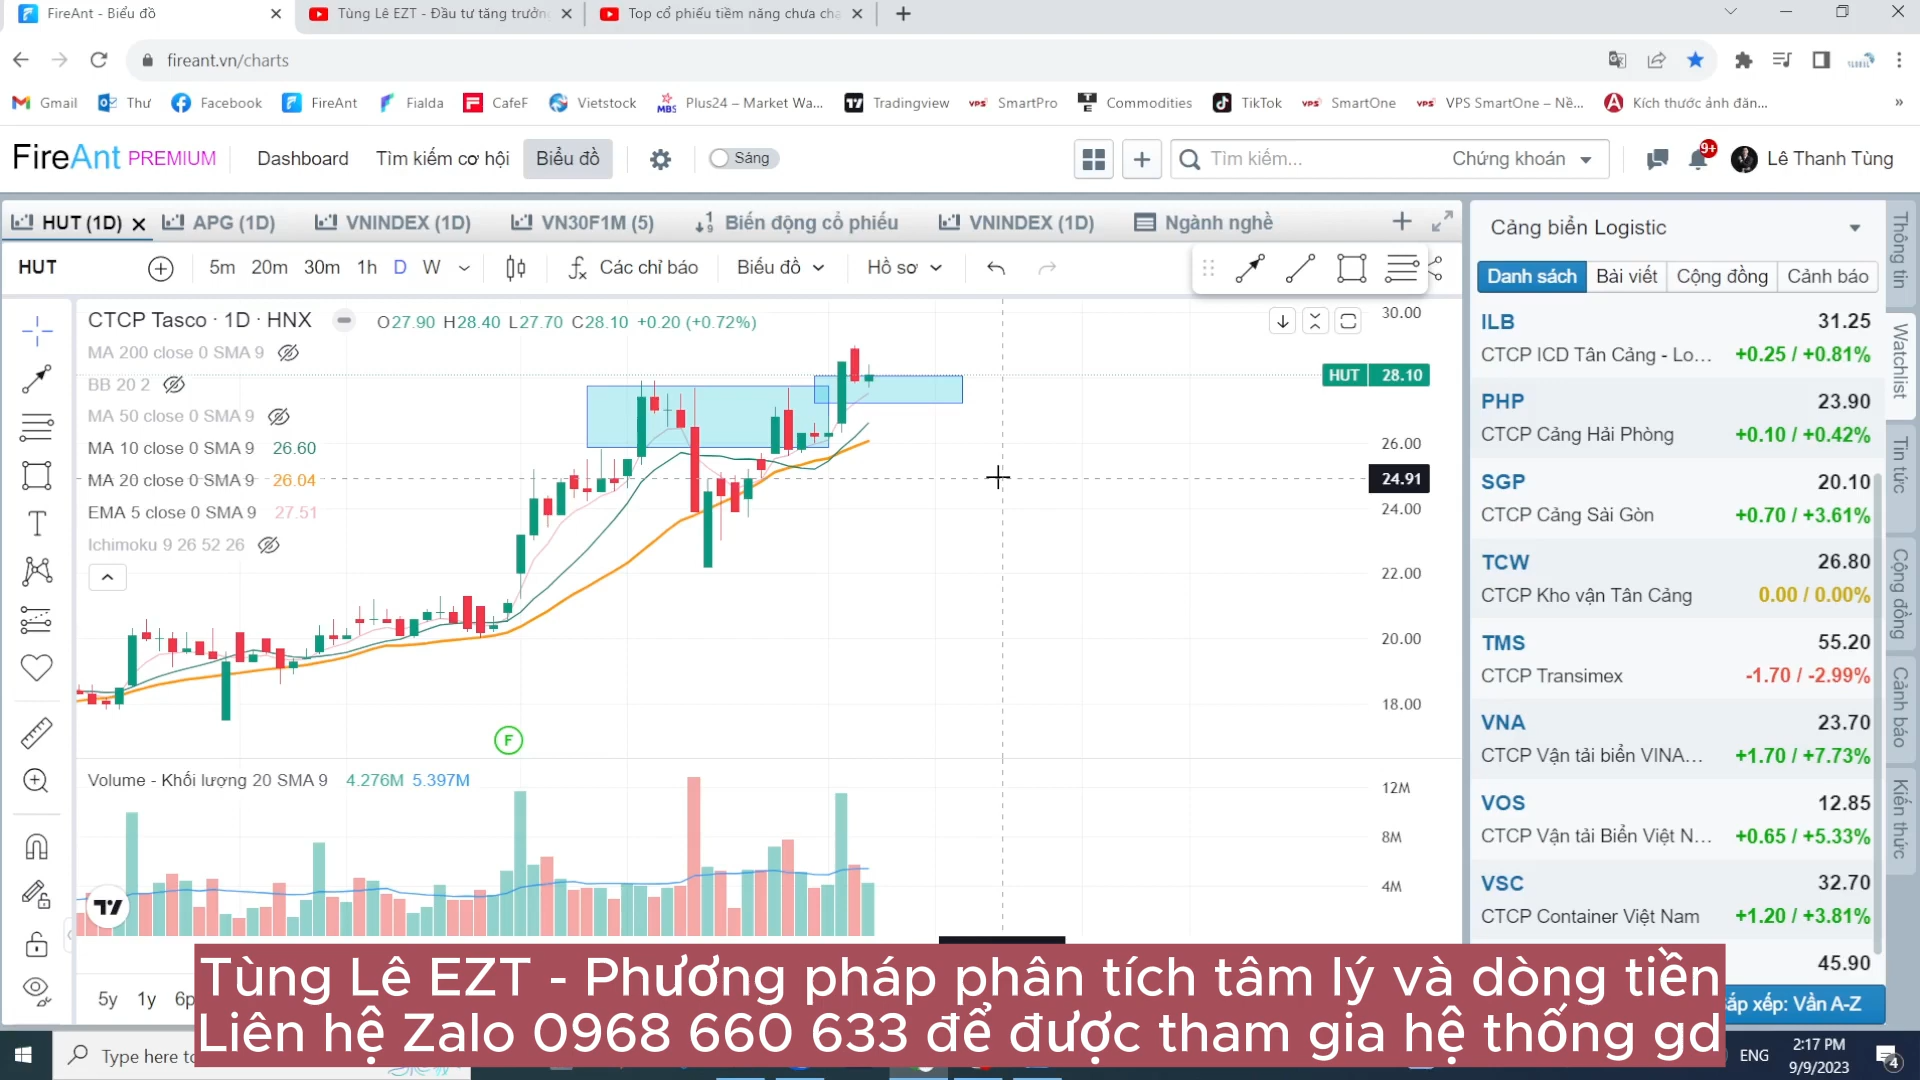 FireAnt - Biểu đồ
Tùng Lê EZT - Đầu tư tăng trưởng
Top cổ phiếu tiềm năng chưa chạ
fireant.vn/charts
Gmail
Thư
Facebook
FireAnt
Fialda
CafeF
Vietstock
Plus24 – Market Wa...
Tradingview
SmartPro
Commodities
TikTok
SmartOne
VPS SmartOne – Nề...
Kích thước ảnh đăn...
»
FireAnt PREMIUM
Dashboard
Tìm kiếm cơ hội
Biểu đồ
Sáng
Tìm kiếm...
Chứng khoán
9+
Lê Thanh Tùng
HUT (1D)
APG (1D)
VNINDEX (1D)
VN30F1M (5)
Biến động cổ phiếu
VNINDEX (1D)
Ngành nghề
HUT
5m 20m 30m 1h D W
Các chỉ báo
Biểu đồ
Hồ sơ
CTCP Tasco · 1D · HNX
O27.90 H28.40 L27.70 C28.10 +0.20 (+0.72%)
MA 200 close 0 SMA 9
BB 20 2
MA 50 close 0 SMA 9
MA 10 close 0 SMA 9 26.60
MA 20 close 0 SMA 9 26.04
EMA 5 close 0 SMA 9 27.51
Ichimoku 9 26 52 26
F
30.00
HUT 28.10
26.00
24.91
24.00
22.00
20.00
18.00
Volume - Khối lượng 20 SMA 9 4.276M 5.397M
12M
8M
4M
5y 1y 6p
Cảng biển Logistic
Danh sách
Bài viết
Cộng đồng
Cảnh báo
ILB 31.25
CTCP ICD Tân Cảng - Lo... +0.25 / +0.81%
PHP 23.90
CTCP Cảng Hải Phòng +0.10 / +0.42%
SGP 20.10
CTCP Cảng Sài Gòn +0.70 / +3.61%
TCW 26.80
CTCP Kho vận Tân Cảng 0.00 / 0.00%
TMS 55.20
CTCP Transimex -1.70 / -2.99%
VNA 23.70
CTCP Vận tải biển VINA... +1.70 / +7.73%
VOS 12.85
CTCP Vận tải Biển Việt N... +0.65 / +5.33%
VSC 32.70
CTCP Container Việt Nam +1.20 / +3.81%
45.90
ắp xếp: Vần A-Z
Thông tin
Watchlist
Tin tức
Cộng đồng
Cảnh báo
Kiến thức
Tùng Lê EZT - Phương pháp phân tích tâm lý và dòng tiền
Liên hệ Zalo 0968 660 633 để được tham gia hệ thống gd
Type here to
ENG
2:17 PM
9/9/2023
4